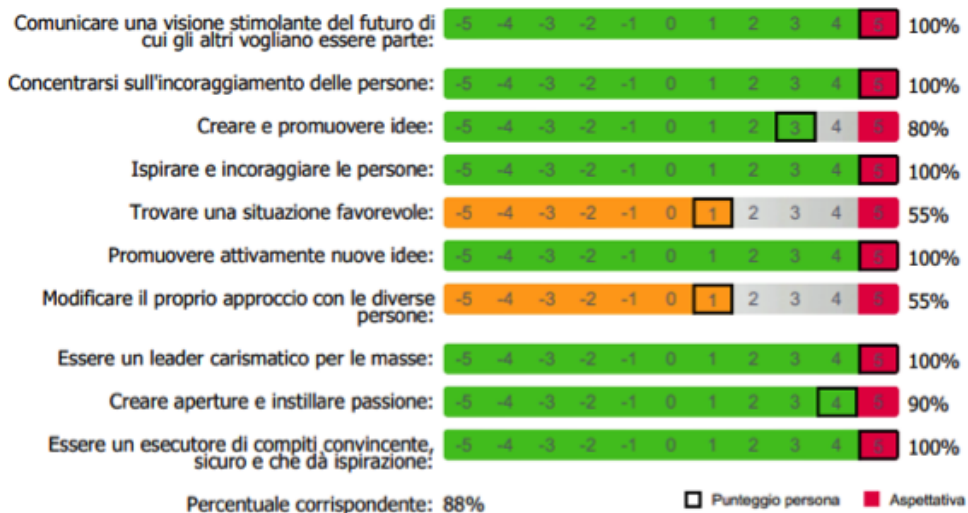 Comunicare una visione stimolante del futuro di
cui gli altri vogliano essere parte:
-5 -4 -3 -2 -1 0 1 2 3 4 5 100%
Concentrarsi sull'incoraggiamento delle persone:
-5 -4 -3 -2 -1 0 1 2 3 4 5 100%
Creare e promuovere idee:
-5 -4 -3 -2 -1 0 1 2 3 4 5 80%
Ispirare e incoraggiare le persone:
-5 -4 -3 -2 -1 0 1 2 3 4 5 100%
Trovare una situazione favorevole:
-5 -4 -3 -2 -1 0 1 2 3 4 5 55%
Promuovere attivamente nuove idee:
-5 -4 -3 -2 -1 0 1 2 3 4 5 100%
Modificare il proprio approccio con le diverse
persone:
-5 -4 -3 -2 -1 0 1 2 3 4 5 55%
Essere un leader carismatico per le masse:
-5 -4 -3 -2 -1 0 1 2 3 4 5 100%
Creare aperture e instillare passione:
-5 -4 -3 -2 -1 0 1 2 3 4 5 90%
Essere un esecutore di compiti convincente,
sicuro e che dà ispirazione:
-5 -4 -3 -2 -1 0 1 2 3 4 5 100%
Percentuale corrispondente: 88%
Punteggio persona Aspettativa